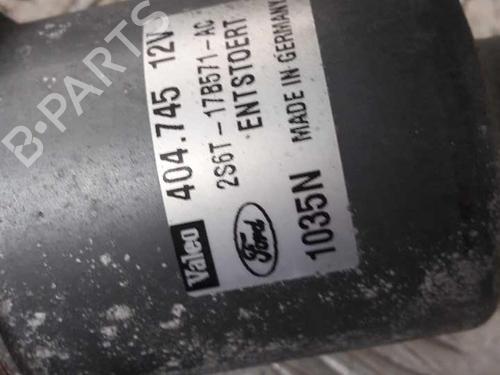 Valeo 404.745 12V
2S6T-17B571-AC
Ford ENTSTOERT
1035N MADE IN GERMANY
B-PARTS